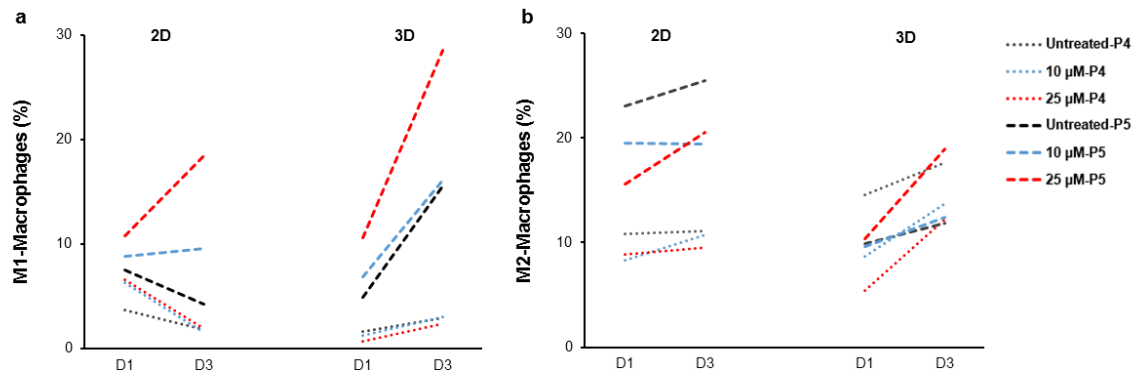 a
2D
3D
M1-Macrophages (%)
30
20
10
0
D1
D3
D1
D3
b
2D
3D
M2-Macrophages (%)
30
20
10
0
D1
D3
D1
D3
Untreated-P4
10 µM-P4
25 µM-P4
Untreated-P5
10 µM-P5
25 µM-P5